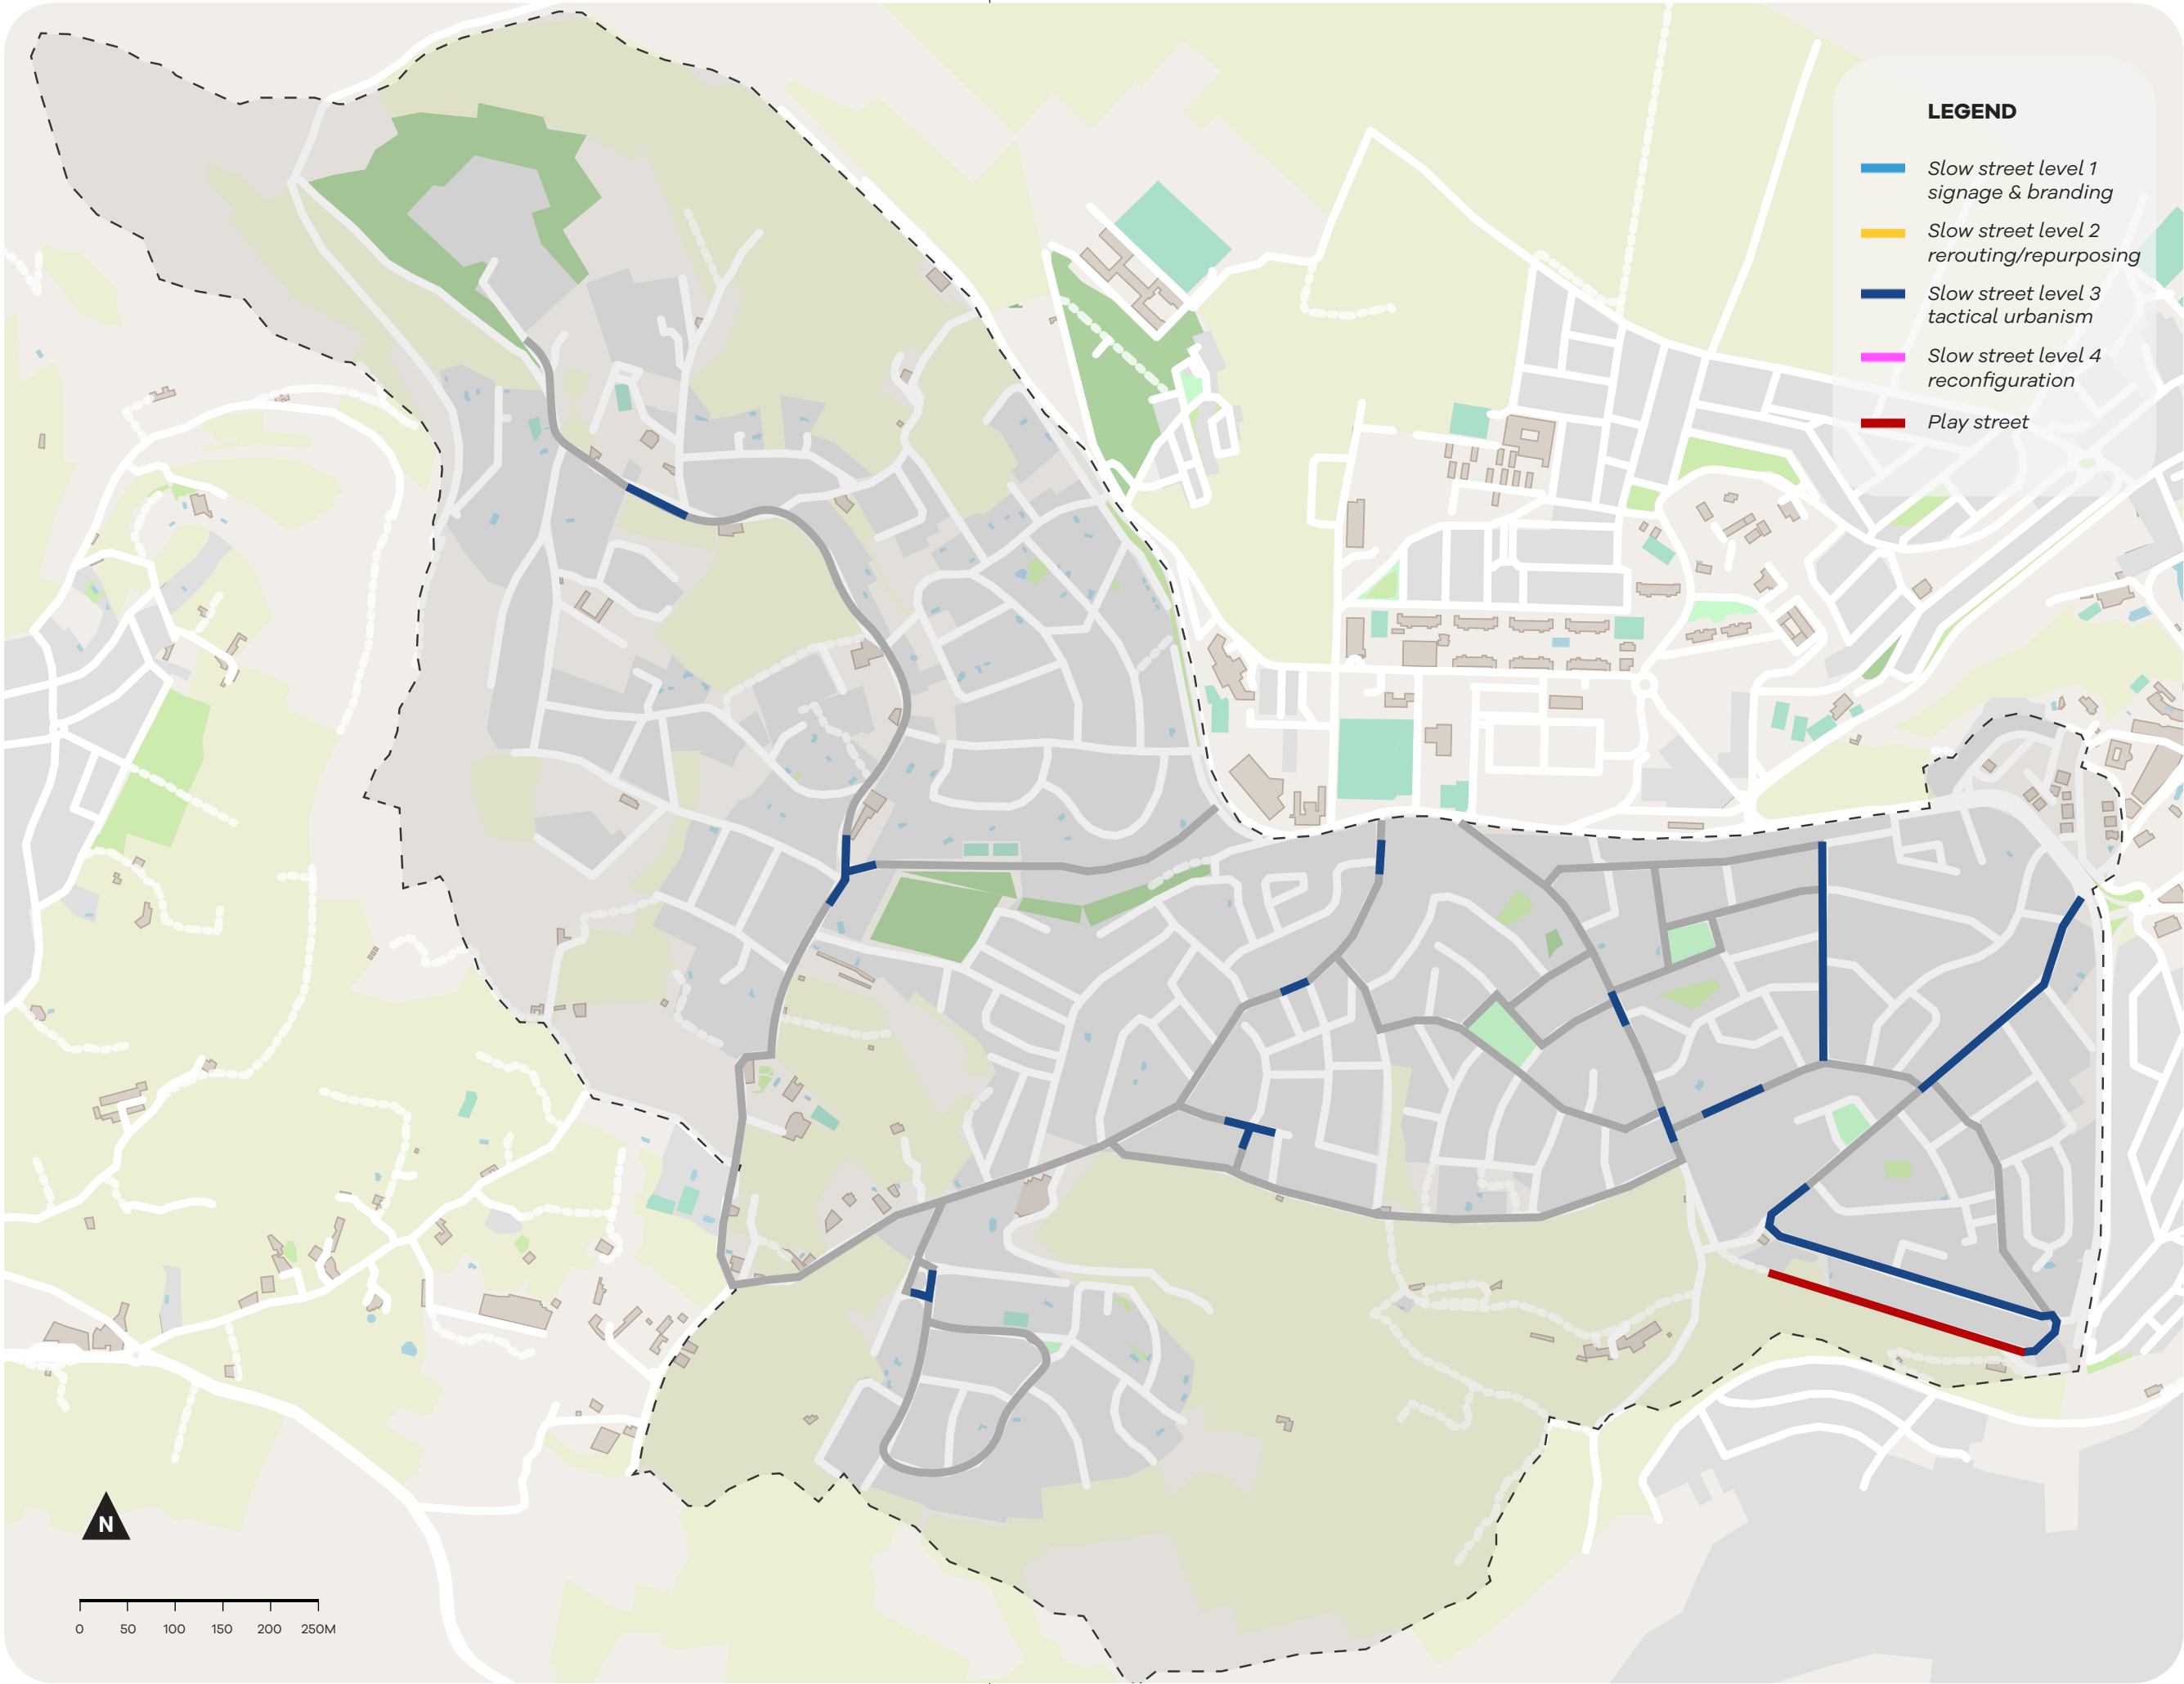 LEGEND
Slow street level 1
signage & branding
Slow street level 2
rerouting/repurposing
Slow street level 3
tactical urbanism
Slow street level 4
reconfiguration
Play street
N
0 50 100 150 200 250M